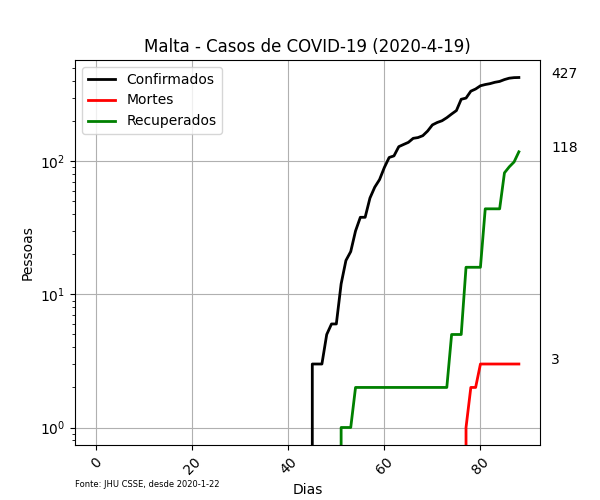 Malta - Casos de COVID-19 (2020-4-19)
Confirmados
Mortes
Recuperados
427
118
3
10²
10¹
10⁰
Pessoas
0
20
40
60
80
Dias
Fonte: JHU CSSE, desde 2020-1-22